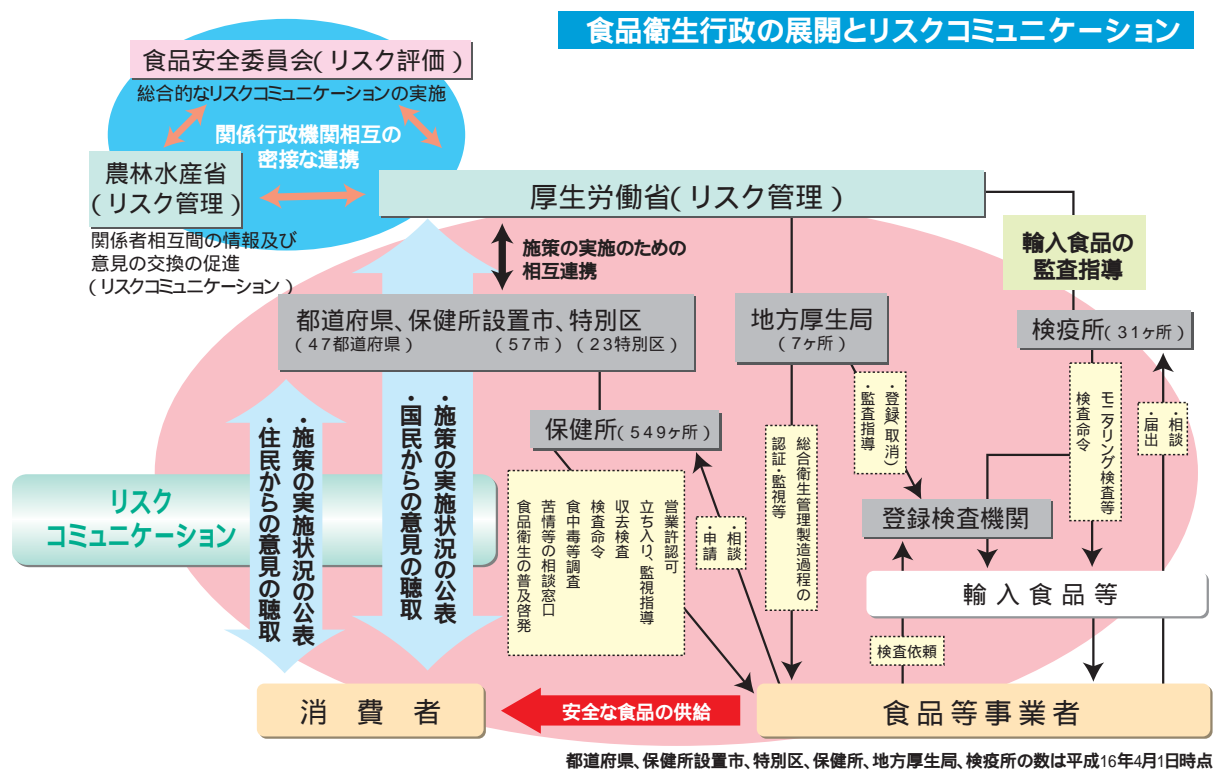 食品衛生行政の展開とリスクコミュニケーション
食品安全委員会(リスク評価)
総合的なリスクコミュニケーションの実施
関係行政機関相互の
密接な連携
農林水産省
(リスク管理)
厚生労働省(リスク管理)
関係者相互間の情報及び
意見の交換の促進
(リスクコミュニケーション)
施策の実施のための
相互連携
輸入食品の
監査指導
都道府県、保健所設置市、特別区
(47都道府県) (57市) (23特別区)
地方厚生局
(7ヶ所)
検疫所(31ヶ所)
・施策の実施状況の公表
・住民からの意見の聴取
・施策の実施状況の公表
・国民からの意見の聴取
保健所(549ヶ所)
・登録(取消)
・監査指導
モニタリング検査等
検査命令
・相談
・届出
総合衛生管理製造過程の
認証・監視等
リスク
コミュニケーション
営業許認可
立ち入り、監視指導
収去検査
検査命令
食中毒等調査
苦情等の相談窓口
食品衛生の普及啓発
・相談
・申請
登録検査機関
輸入食品等
検査依頼
消費者
安全な食品の供給
食品等事業者
都道府県、保健所設置市、特別区、保健所、地方厚生局、検疫所の数は平成16年4月1日時点